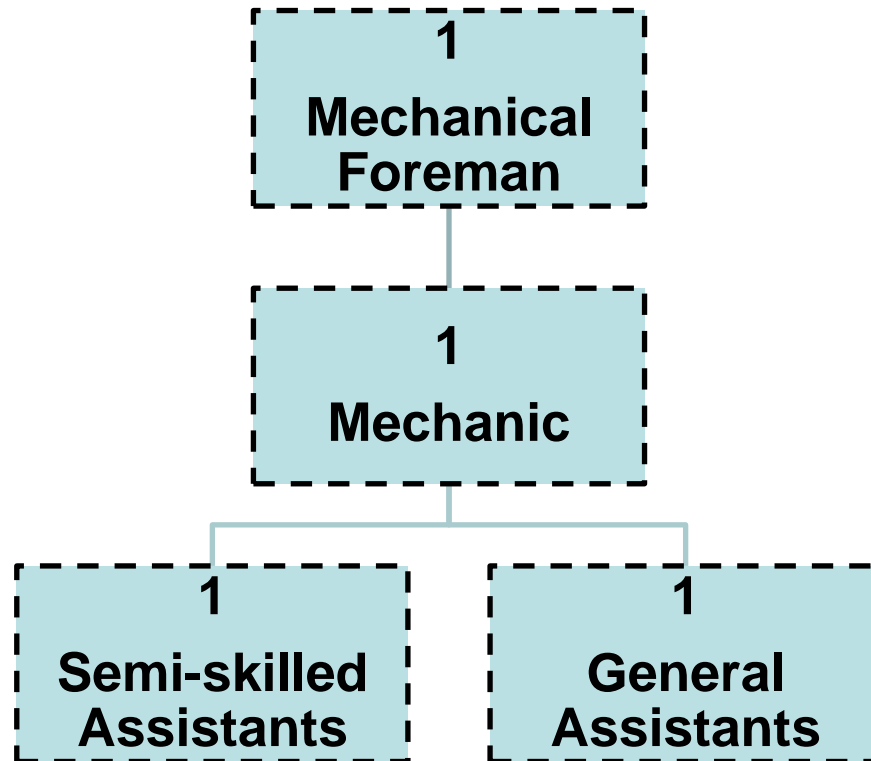 1
Mechanical
Foreman
1
Mechanic
1
Semi-skilled
Assistants
1
General
Assistants